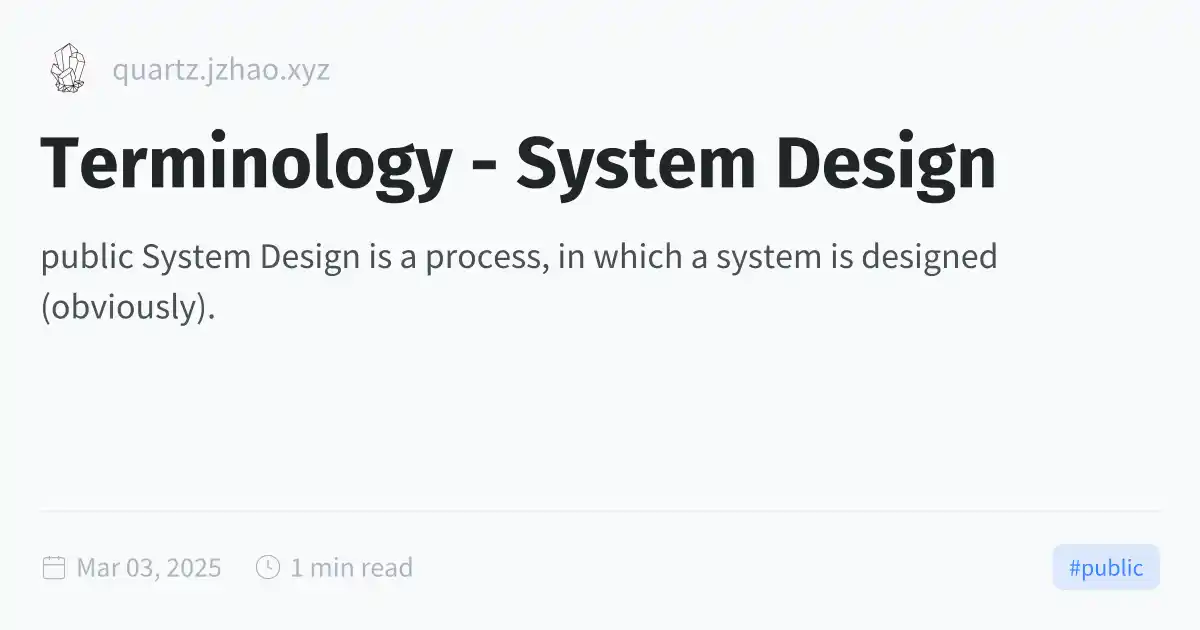 quartz.jzhao.xyz
Terminology - System Design
public System Design is a process, in which a system is designed
(obviously).
Mar 03, 2025 1 min read #public